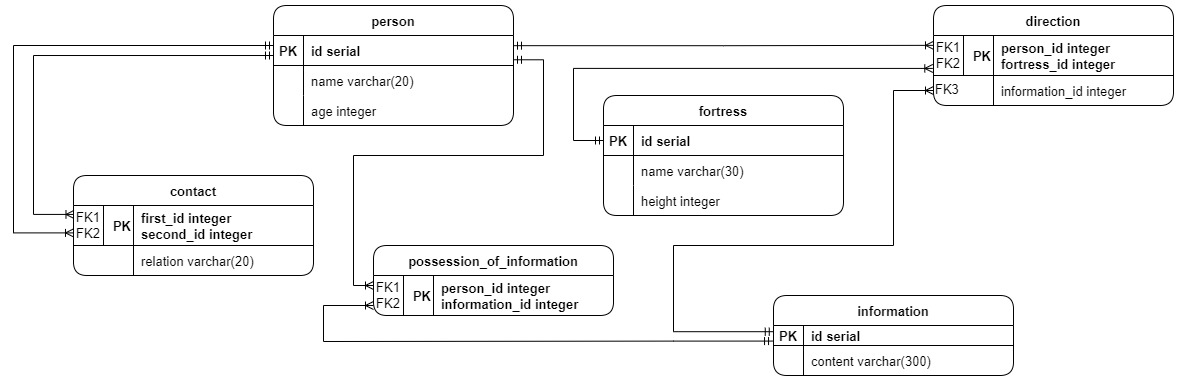 person
PK id serial
name varchar(20)
age integer
direction
FK1 person_id integer
FK2 PK fortress_id integer
FK3 information_id integer
fortress
PK id serial
name varchar(30)
height integer
contact
FK1 first_id integer
FK2 PK second_id integer
relation varchar(20)
possession_of_information
FK1 person_id integer
FK2 PK information_id integer
information
PK id serial
content varchar(300)